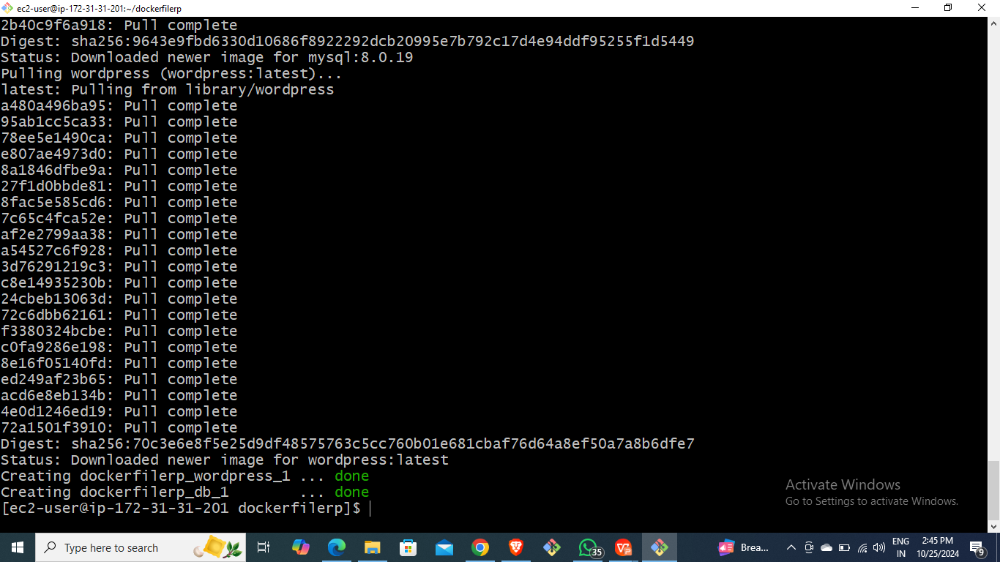 ec2-user@ip-172-31-31-201:~/dockerfilerp
2b40c9f6a918: Pull complete
Digest: sha256:9643e9fbd6330d10686f8922292dcb20995e7b792c17d4e94ddf95255f1d5449
Status: Downloaded newer image for mysql:8.0.19
Pulling wordpress (wordpress:latest)...
latest: Pulling from library/wordpress
a480a496ba95: Pull complete
95ab1cc5ca33: Pull complete
78ee5e1490ca: Pull complete
e807ae4973d0: Pull complete
8a1846dfbe9a: Pull complete
27f1d0bbde81: Pull complete
8fac5e585cd6: Pull complete
7c65c4fca52e: Pull complete
af2e2799aa38: Pull complete
a54527c6f928: Pull complete
3d76291219c3: Pull complete
c8e14935230b: Pull complete
24cbeb13063d: Pull complete
72c6dbb62161: Pull complete
f3380324bcbe: Pull complete
c0fa9286e198: Pull complete
8e16f05140fd: Pull complete
ed249af23b65: Pull complete
acd6e8eb134b: Pull complete
4e0d1246ed19: Pull complete
72a1501f3910: Pull complete
Digest: sha256:70c3e6e8f5e25d9df48575763c5cc760b01e681cbaf76d64a8ef50a7a8b6dfe7
Status: Downloaded newer image for wordpress:latest
Creating dockerfilerp_wordpress_1 ... done
Creating dockerfilerp_db_1        ... done
[ec2-user@ip-172-31-31-201 dockerfilerp]$
Activate Windows
Go to Settings to activate Windows.
Type here to search
35
Brea...
ENG
IN
2:45 PM
10/25/2024
9